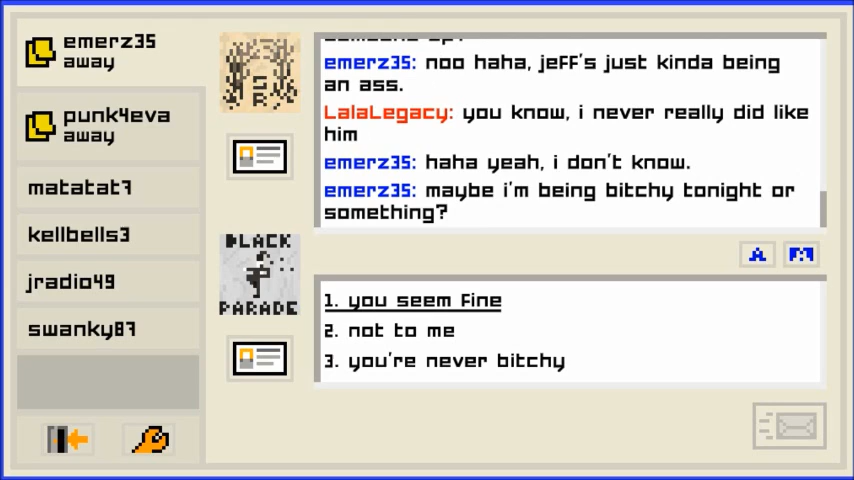 emerz35
away
punk4eva
away
matatat7
kellbells3
jradio49
swanky87
S
R
BLACK
PARADE
emerz35: noo haha, jeff's just kinda being
an ass.
LalaLegacy: you know, i never really did like
him
emerz35: haha yeah, i don't know.
emerz35: maybe i'm being bitchy tonight or
something?
A
1. you seem fine
2. not to me
3. you're never bitchy